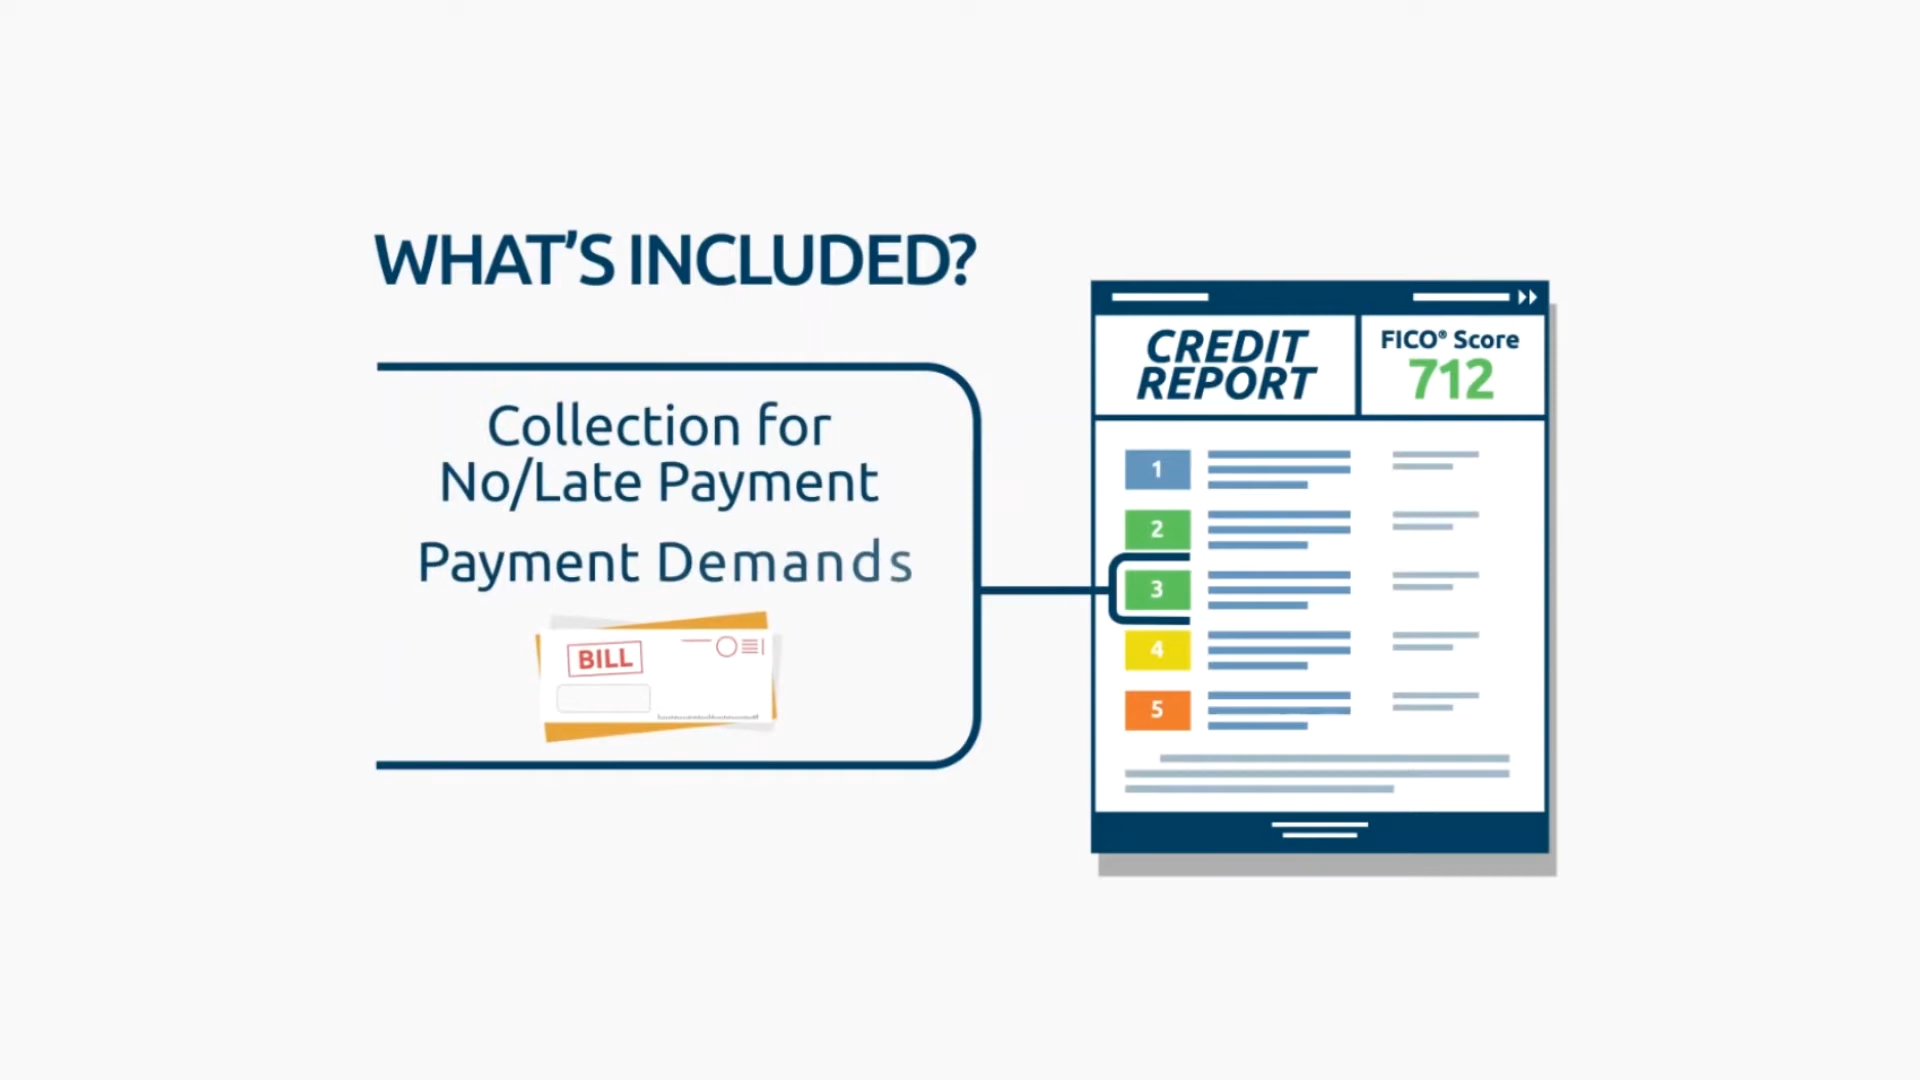 WHAT'S INCLUDED?
Collection for
No/Late Payment
Payment Demands
BILL
CREDIT
REPORT
FICO® Score
712
1
2
3
4
5